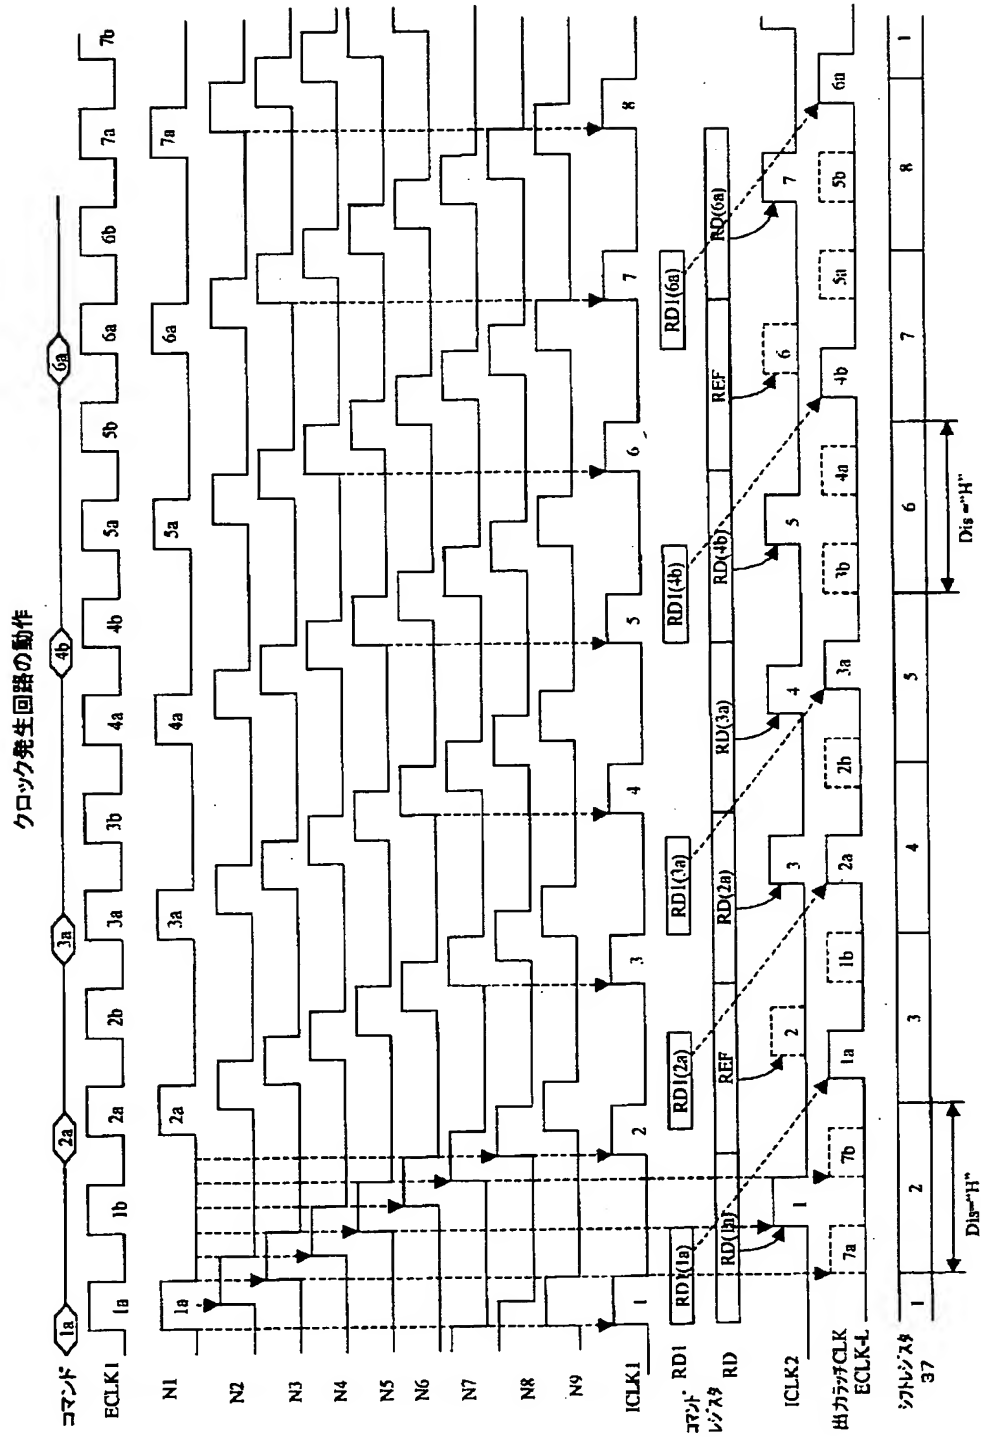 クロック発生回路の動作
コマンド 1a 2a 3a 4b 6a
ECLK1 1a 1b 2a 2b 3a 3b 4a 4b 5a 5b 6a 6b 7a 7b
N1 1a 2a 3a 4a 5a 6a 7a
N2
N3
N4
N5
N6
N7
N8
N9
ICLK1 1 2 3 4 5 6 7 8
RD1 RD1(1a) RD1(2a) RD1(3a) RD1(4b) RD1(6a)
コマンド
レジスタ
RD RD(1a) REF RD(2a) RD(3a) RD(4b) REF RD(6a)
ICLK2 1 2 3 4 5 6 7
出力ラッチCLK
ECLK-L 7a 7b 1a 1b 2a 2b 3a 3b 4a 4b 5a 5b 6a
シフトレジスタ
37 1 2 3 4 5 6 7 8 1
Dis="H" Dis="H"